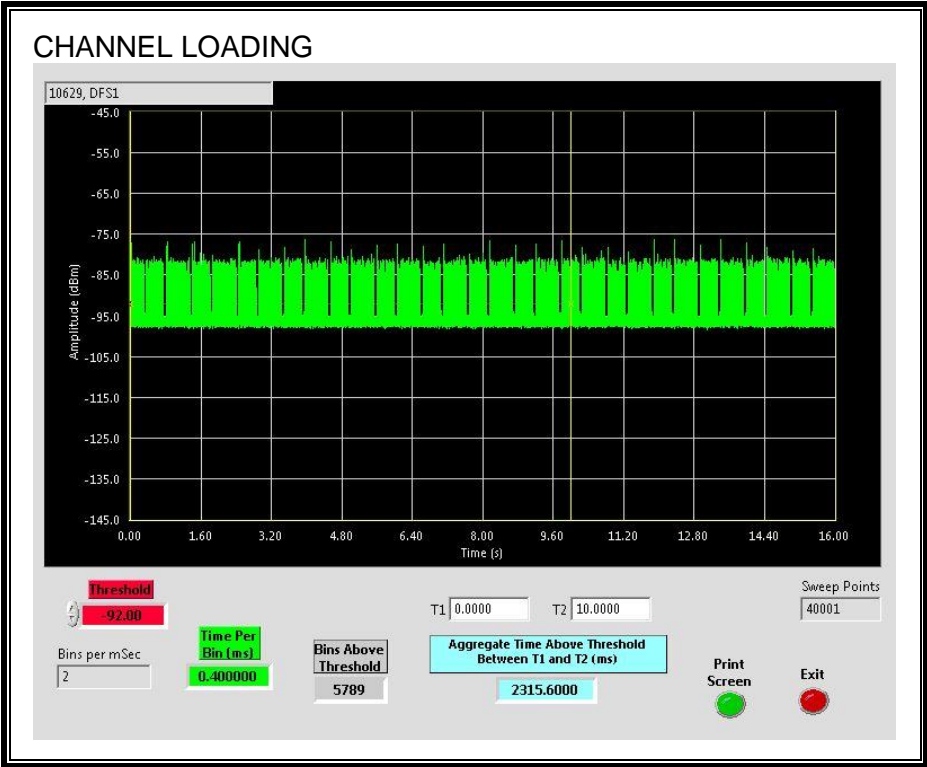 CHANNEL LOADING
10629, DFS1
-45.0
-55.0
-65.0
-75.0
-85.0
-95.0
-105.0
-115.0
-125.0
-135.0
-145.0
Amplitude (dBm)
0.00 1.60 3.20 4.80 6.40 8.00 9.60 11.20 12.80 14.40 16.00
Time (s)
Threshold
-92.00
Bins per mSec
2
Time Per
Bin (ms)
0.400000
Bins Above
Threshold
5789
T1 0.0000 T2 10.0000
Aggregate Time Above Threshold
Between T1 and T2 (ms)
2315.6000
Sweep Points
40001
Print
Screen
Exit